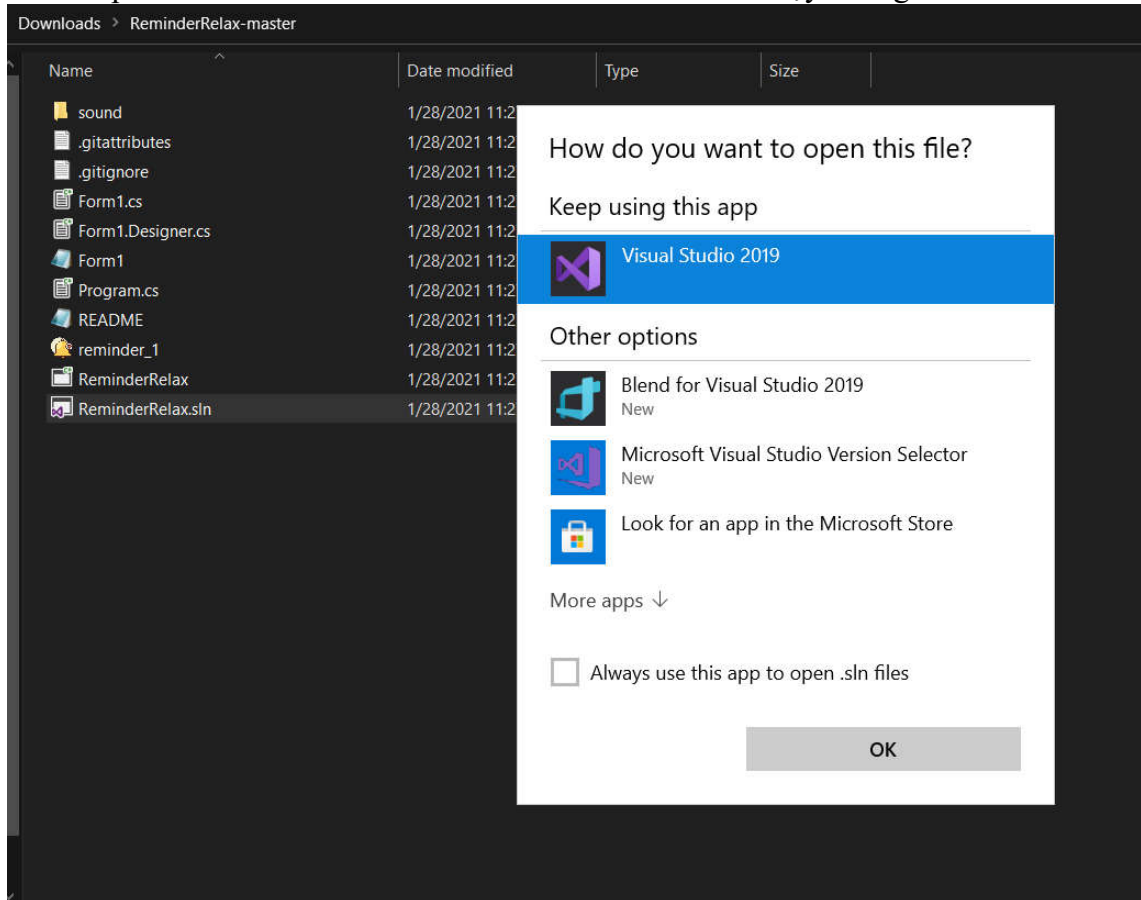 Downloads > ReminderRelax-master
Name Date modified Type Size
sound 1/28/2021 11:2
.gitattributes 1/28/2021 11:2
.gitignore 1/28/2021 11:2
Form1.cs 1/28/2021 11:2
Form1.Designer.cs 1/28/2021 11:2
Form1 1/28/2021 11:2
Program.cs 1/28/2021 11:2
README 1/28/2021 11:2
reminder_1 1/28/2021 11:2
ReminderRelax 1/28/2021 11:2
ReminderRelax.sln 1/28/2021 11:2
How do you want to open this file?
Keep using this app
Visual Studio 2019
Other options
Blend for Visual Studio 2019
New
Microsoft Visual Studio Version Selector
New
Look for an app in the Microsoft Store
More apps ↓
Always use this app to open .sln files
OK